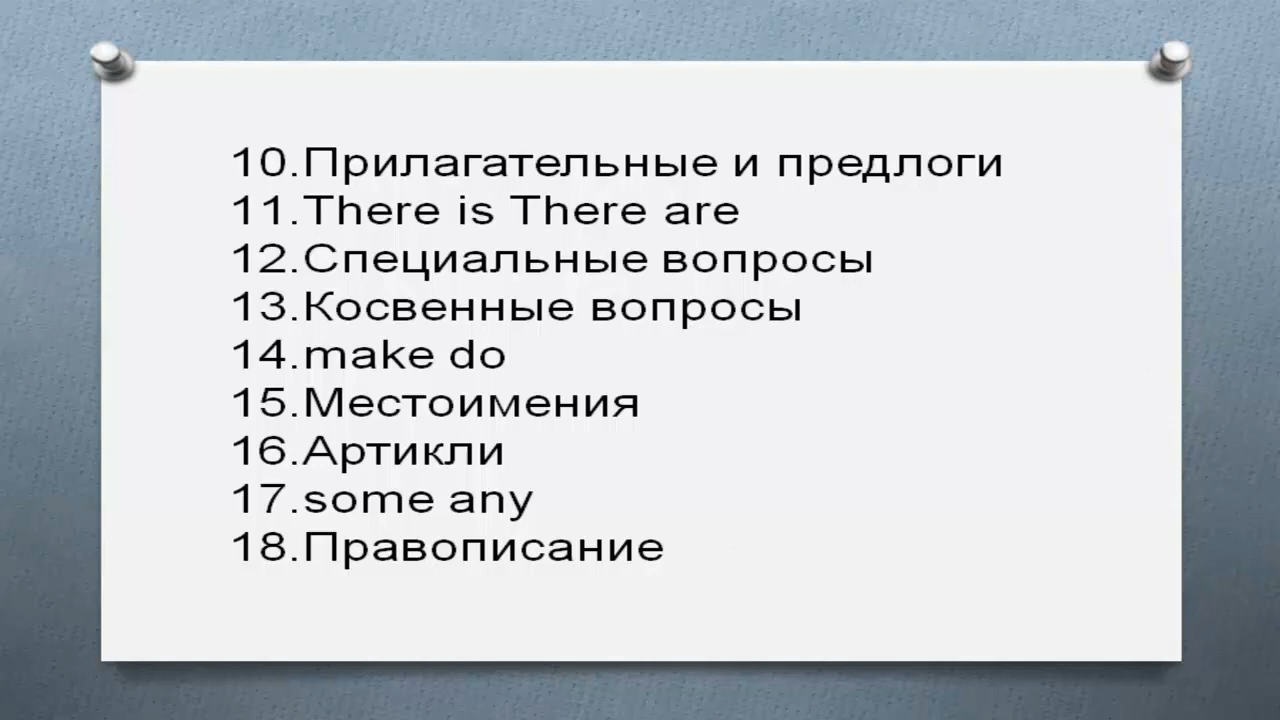 10.Прилагательные и предлоги
11.There is There are
12.Специальные вопросы
13.Косвенные вопросы
14.make do
15.Местоимения
16.Артикли
17.some any
18.Правописание